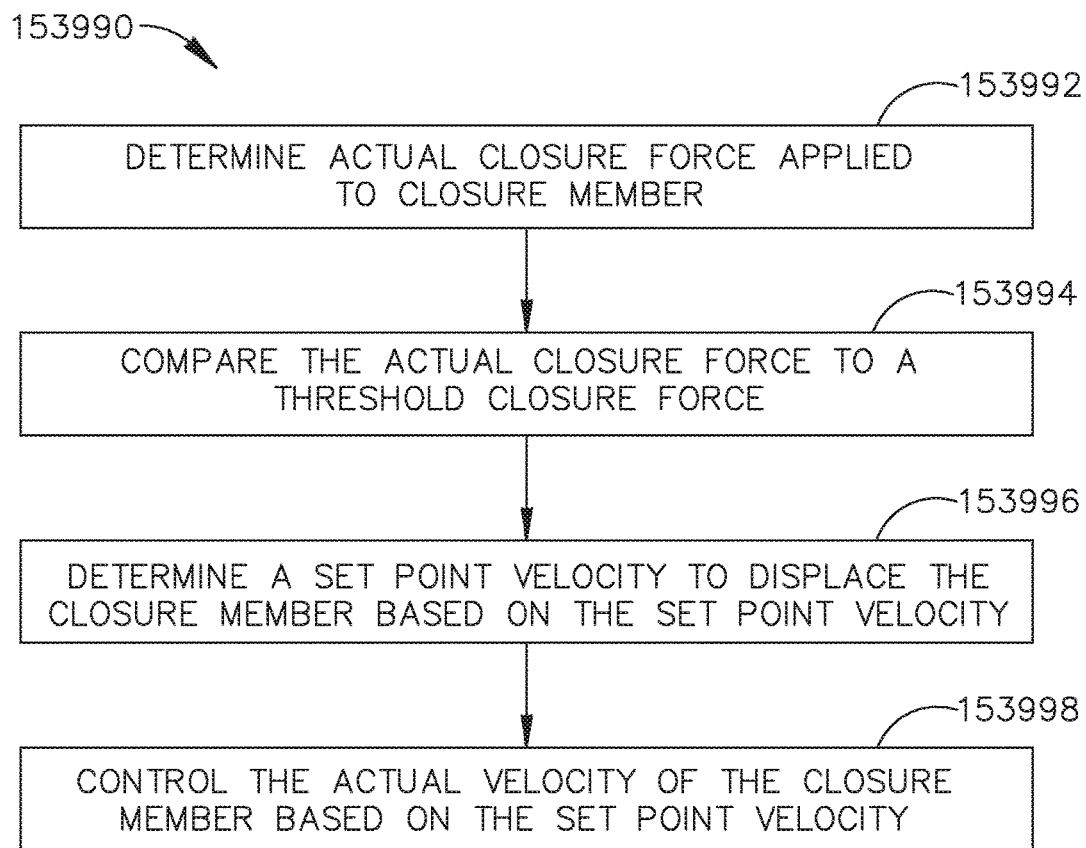 153990
153992
DETERMINE ACTUAL CLOSURE FORCE APPLIED
TO CLOSURE MEMBER
153994
COMPARE THE ACTUAL CLOSURE FORCE TO A
THRESHOLD CLOSURE FORCE
153996
DETERMINE A SET POINT VELOCITY TO DISPLACE THE
CLOSURE MEMBER BASED ON THE SET POINT VELOCITY
153998
CONTROL THE ACTUAL VELOCITY OF THE CLOSURE
MEMBER BASED ON THE SET POINT VELOCITY